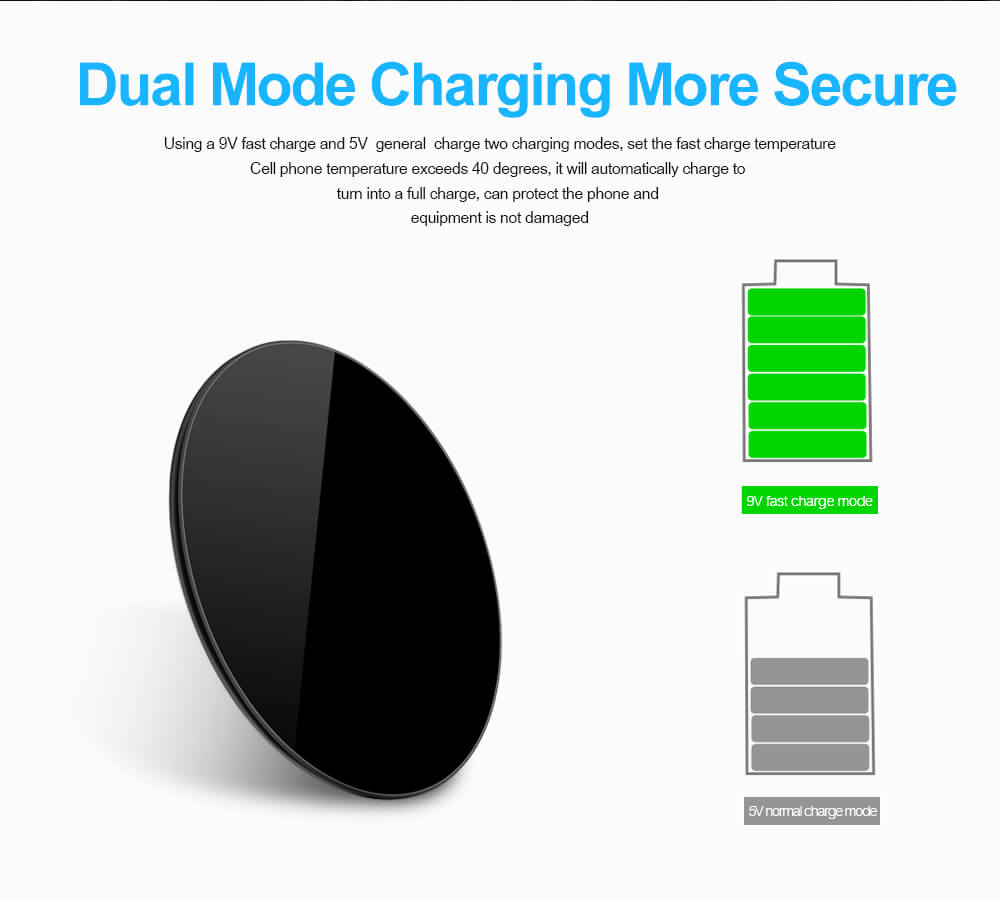 Dual Mode Charging More Secure
Using a 9V fast charge and 5V general charge two charging modes, set the fast charge temperature
Cell phone temperature exceeds 40 degrees, it will automatically charge to
turn into a full charge, can protect the phone and
equipment is not damaged
9V fast charge mode
5V normal charge mode